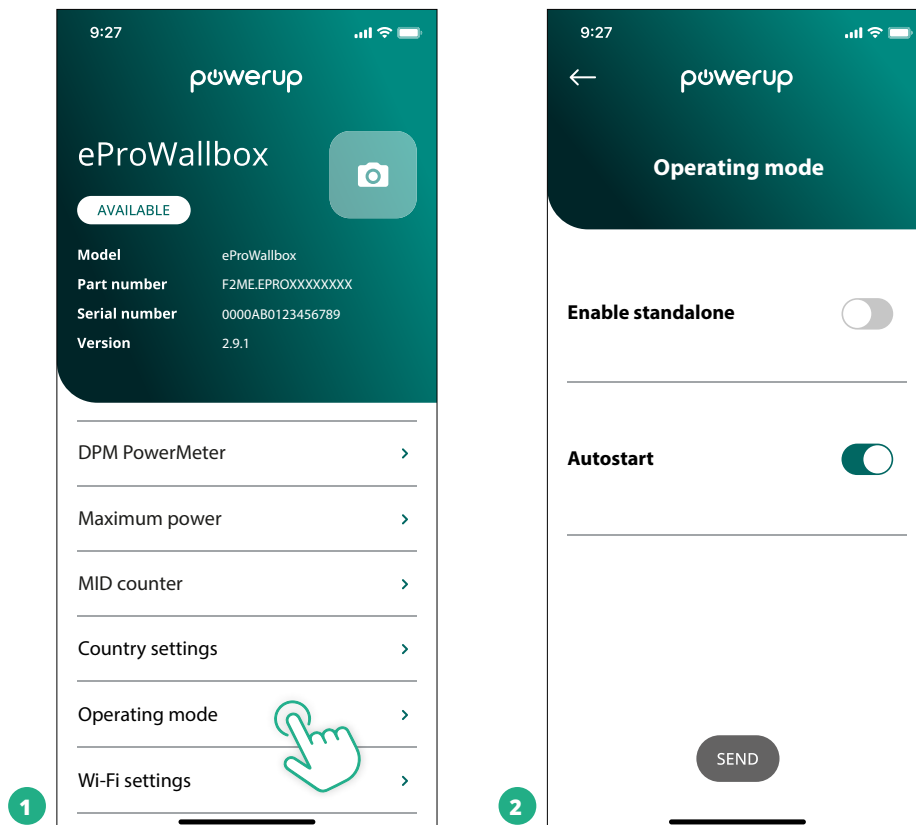 9:27
powerup
eProWallbox
AVAILABLE
Model eProWallbox
Part number F2ME.EPROXXXXXXXX
Serial number 0000AB0123456789
Version 2.9.1
DPM PowerMeter
Maximum power
MID counter
Country settings
Operating mode
Wi-Fi settings
1
9:27
powerup
Operating mode
Enable standalone
Autostart
SEND
2